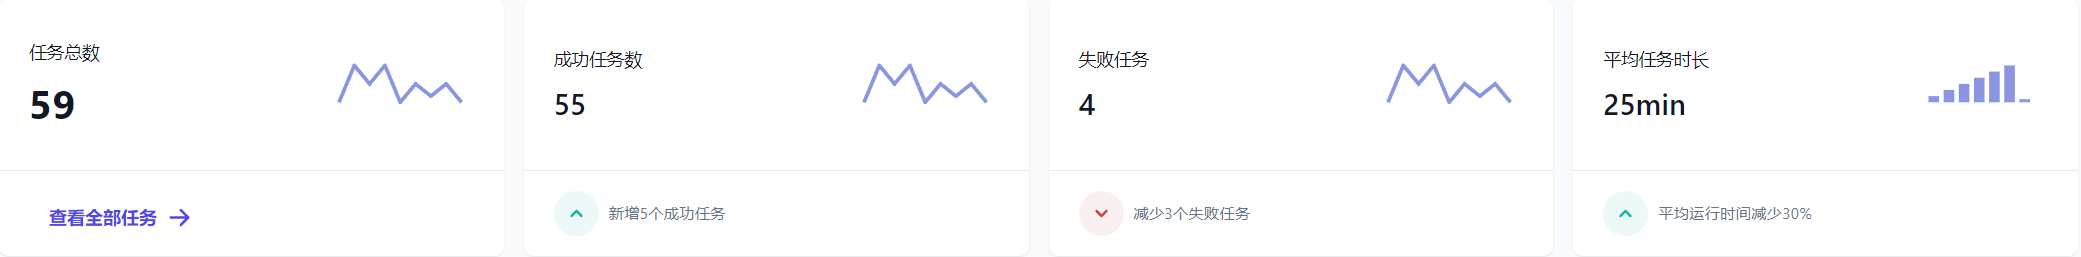 任务总数
59
查看全部任务
成功任务数
55
新增5个成功任务
失败任务
4
减少3个失败任务
平均任务时长
25min
平均运行时间减少30%